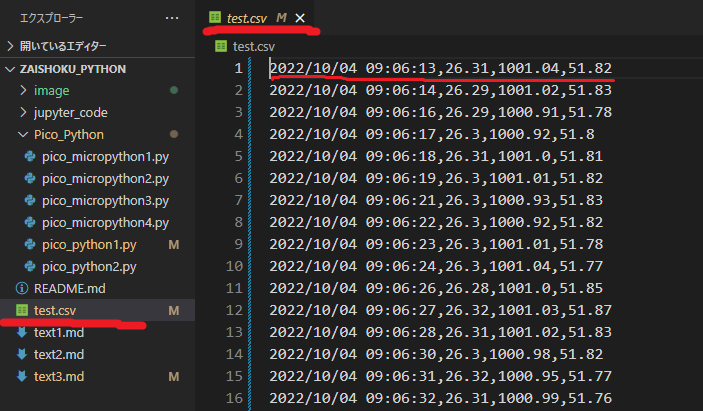 エクスプローラー
開いているエディター
ZAISHOKU_PYTHON
image
jupyter_code
Pico_Python
pico_micropython1.py
pico_micropython2.py
pico_micropython3.py
pico_micropython4.py
pico_python1.py M
pico_python2.py
README.md
test.csv M
text1.md
text2.md
text3.md M
test.csv M
test.csv
1 2022/10/04 09:06:13,26.31,1001.04,51.82
2 2022/10/04 09:06:14,26.29,1001.02,51.83
3 2022/10/04 09:06:16,26.29,1000.91,51.78
4 2022/10/04 09:06:17,26.3,1000.92,51.8
5 2022/10/04 09:06:18,26.31,1001.0,51.81
6 2022/10/04 09:06:19,26.3,1001.01,51.82
7 2022/10/04 09:06:21,26.3,1000.93,51.83
8 2022/10/04 09:06:22,26.3,1000.92,51.82
9 2022/10/04 09:06:23,26.3,1001.01,51.78
10 2022/10/04 09:06:24,26.3,1001.04,51.77
11 2022/10/04 09:06:26,26.28,1001.0,51.85
12 2022/10/04 09:06:27,26.32,1001.03,51.87
13 2022/10/04 09:06:28,26.31,1001.02,51.83
14 2022/10/04 09:06:30,26.3,1000.98,51.82
15 2022/10/04 09:06:31,26.32,1000.95,51.77
16 2022/10/04 09:06:32,26.31,1000.99,51.76